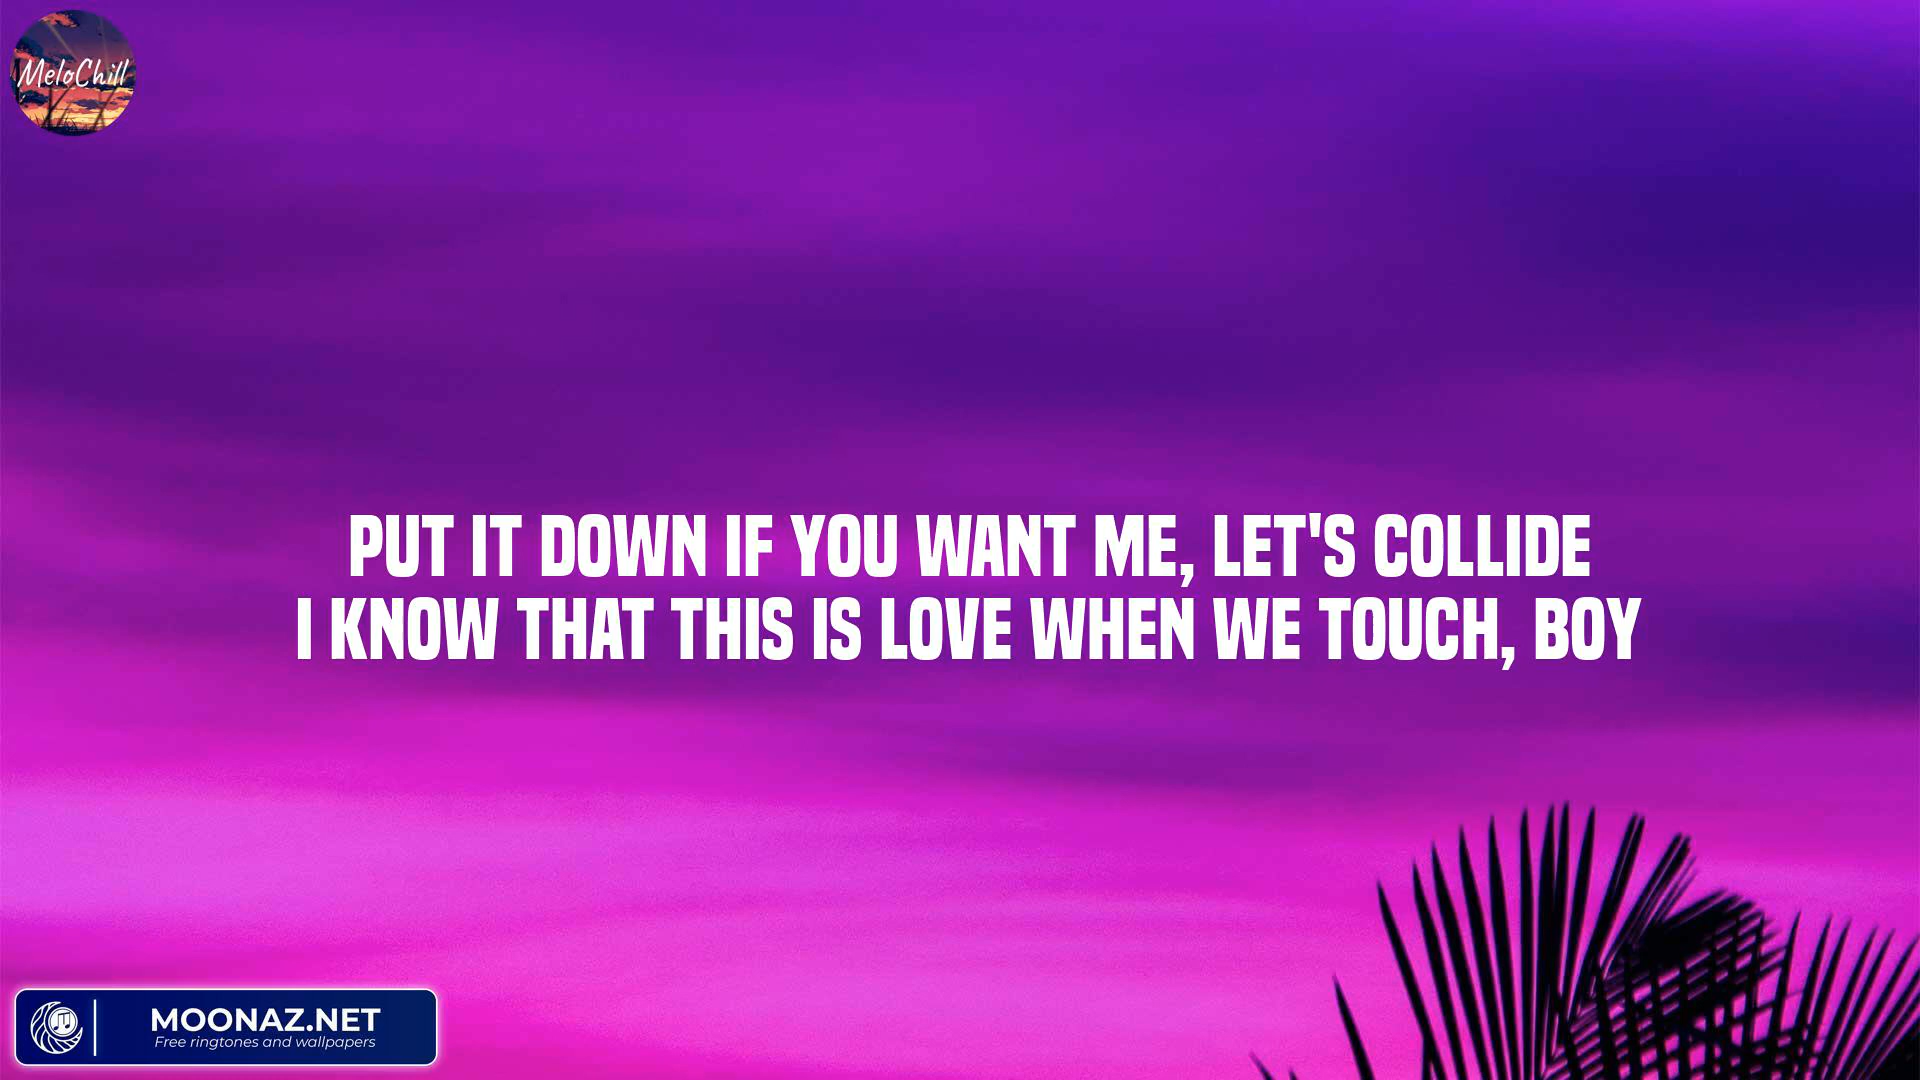 MeloChill
PUT IT DOWN IF YOU WANT ME, LET'S COLLIDE
I KNOW THAT THIS IS LOVE WHEN WE TOUCH, BOY
MOONAZ.NET
Free ringtones and wallpapers